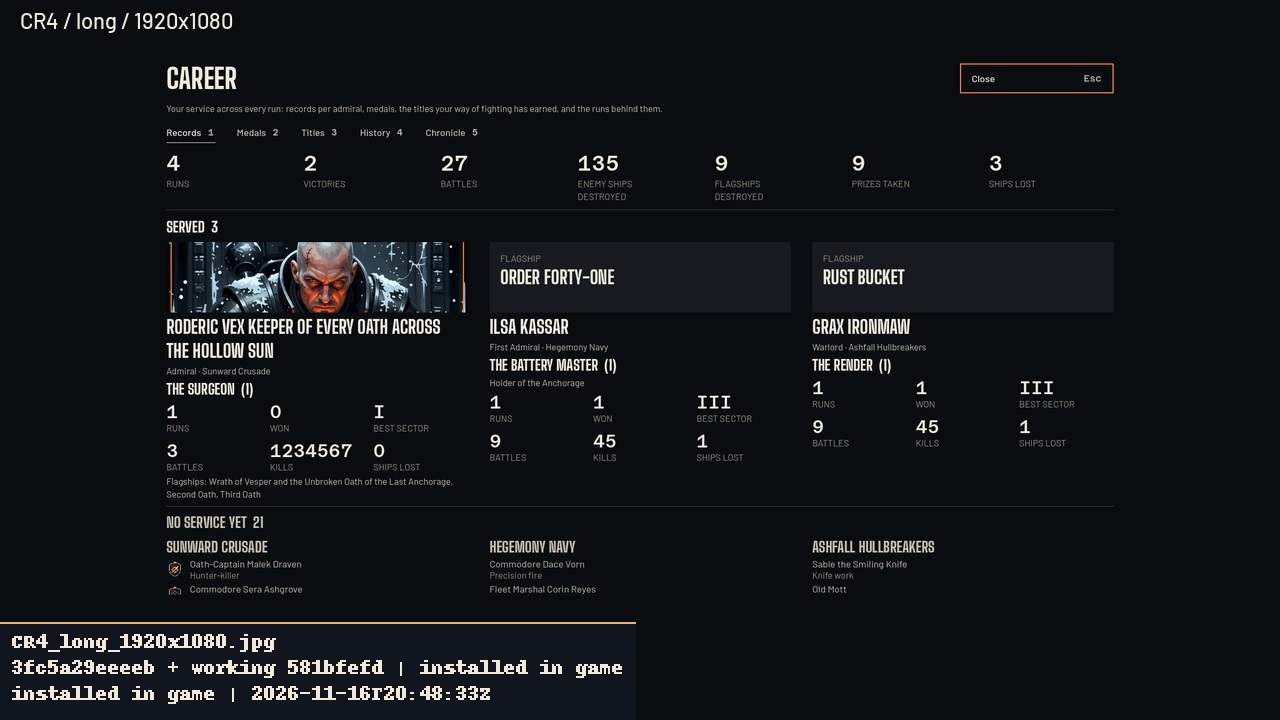 CR4 / long / 1920x1080
CAREER
Close Esc
Your service across every run: records per admiral, medals, the titles your way of fighting has earned, and the runs behind them.
Records 1 Medals 2 Titles 3 History 4 Chronicle 5
4 2 27 135 9 9 3
RUNS VICTORIES BATTLES ENEMY SHIPS DESTROYED FLAGSHIPS DESTROYED PRIZES TAKEN SHIPS LOST
SERVED 3
FLAGSHIP
ORDER FORTY-ONE
FLAGSHIP
RUST BUCKET
RODERIC VEX KEEPER OF EVERY OATH ACROSS
THE HOLLOW SUN
Admiral · Sunward Crusade
THE SURGEON (1)
1 0 I
RUNS WON BEST SECTOR
3 1234567 0
BATTLES KILLS SHIPS LOST
Flagships: Wrath of Vesper and the Unbroken Oath of the Last Anchorage,
Second Oath, Third Oath
ILSA KASSAR
First Admiral · Hegemony Navy
THE BATTERY MASTER (1)
Holder of the Anchorage
1 1 III
RUNS WON BEST SECTOR
9 45 1
BATTLES KILLS SHIPS LOST
GRAX IRONMAW
Warlord · Ashfall Hullbreakers
THE RENDER (1)
1 1 III
RUNS WON BEST SECTOR
9 45 1
BATTLES KILLS SHIPS LOST
NO SERVICE YET 21
SUNWARD CRUSADE
Oath-Captain Malek Draven
Hunter-killer
Commodore Sera Ashgrove
HEGEMONY NAVY
Commodore Dace Vorn
Precision fire
Fleet Marshal Corin Reyes
ASHFALL HULLBREAKERS
Sable the Smiling Knife
Knife work
Old Mott
CR4_long_1920x1080.jpg
3fc5a29eeeeb + working 581bfefd | installed in game
installed in game | 2026-11-16T20:48:33Z